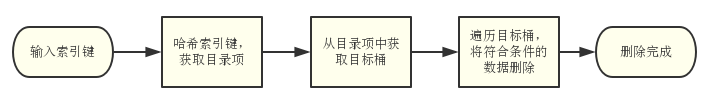 输入索引键
哈希索引键，
获取目录项
从目录项中获
取目标桶
遍历目标桶，
将符合条件的
数据删除
删除完成